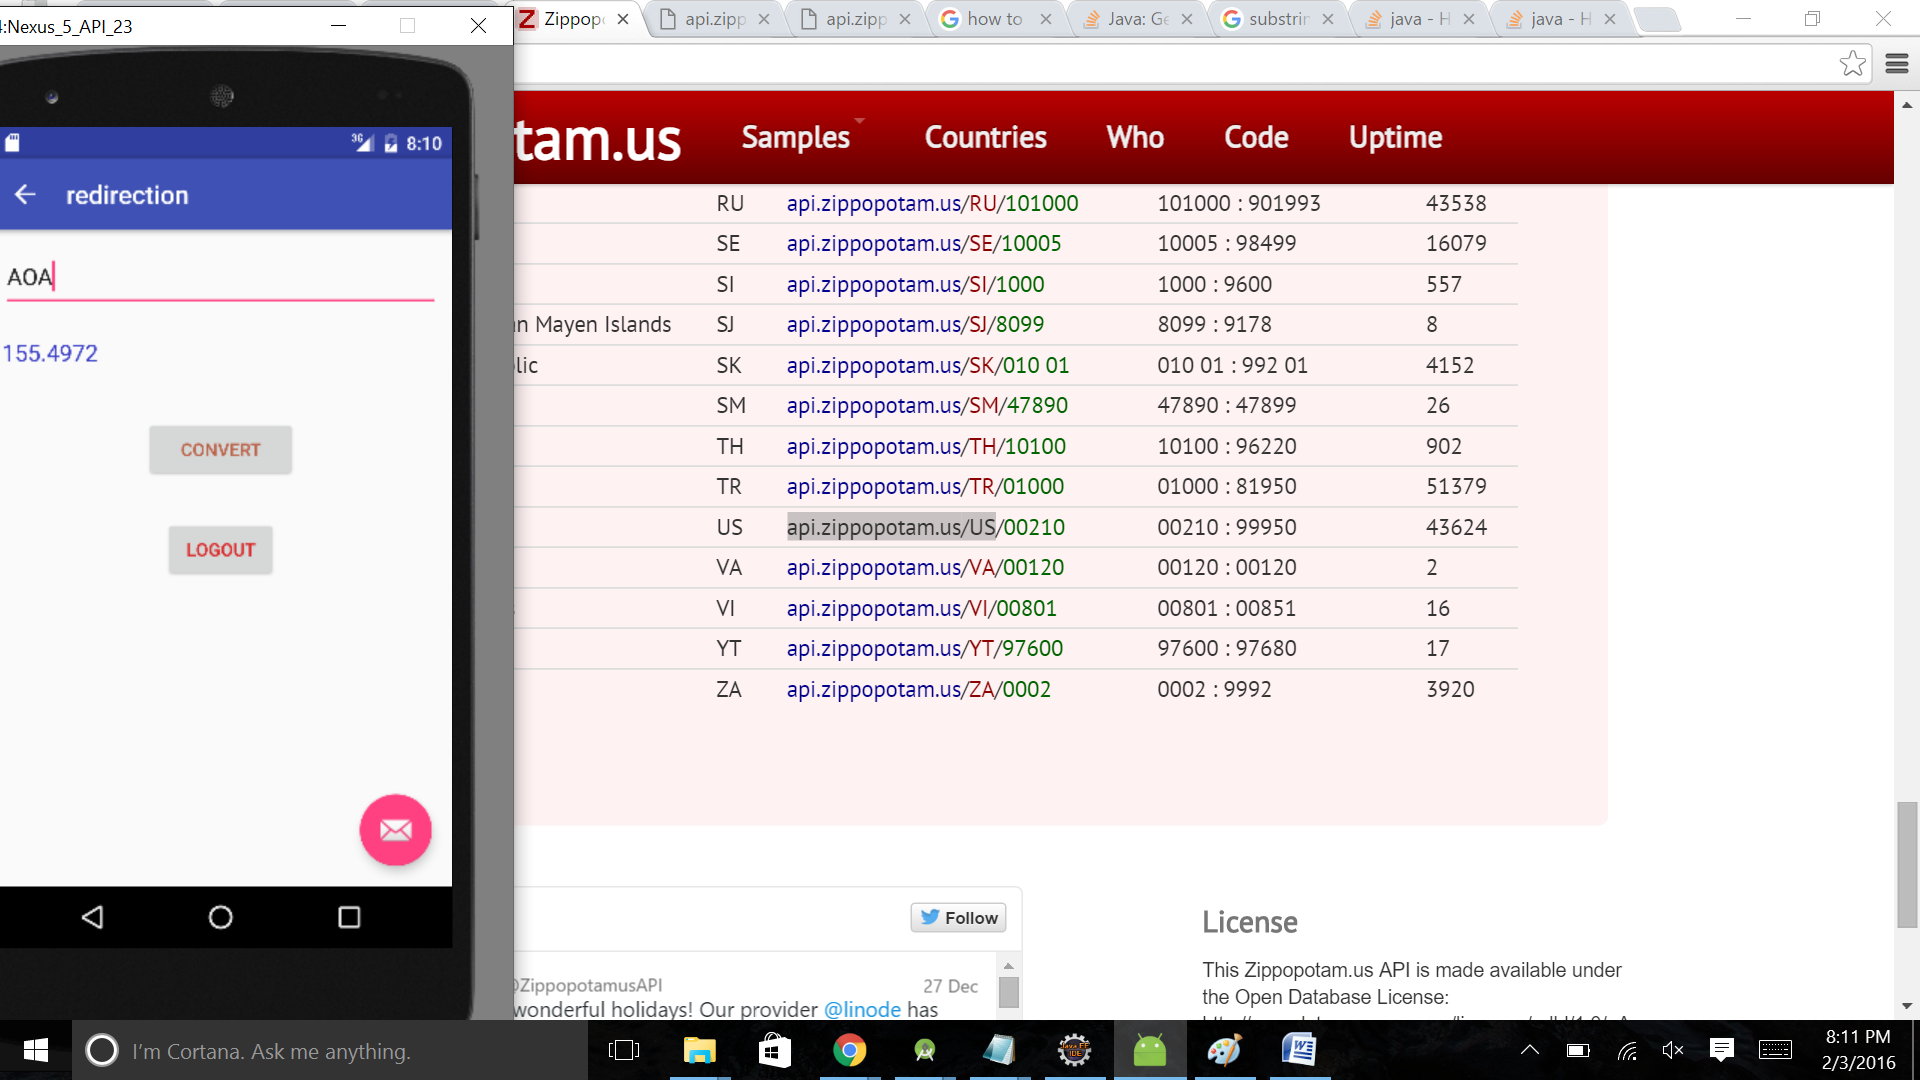 4:Nexus_5_API_23
8:10
redirection
AOA
155.4972
CONVERT
LOGOUT
Zippop
api.zipp
api.zipp
how to
Java: Ge
substrin
java - H
java - H
tam.us
Samples
Countries
Who
Code
Uptime
RU api.zippopotam.us/RU/101000 101000 : 901993 43538
SE api.zippopotam.us/SE/10005 10005 : 98499 16079
SI api.zippopotam.us/SI/1000 1000 : 9600 557
an Mayen Islands SJ api.zippopotam.us/SJ/8099 8099 : 9178 8
lic SK api.zippopotam.us/SK/010 01 010 01 : 992 01 4152
SM api.zippopotam.us/SM/47890 47890 : 47899 26
TH api.zippopotam.us/TH/10100 10100 : 96220 902
TR api.zippopotam.us/TR/01000 01000 : 81950 51379
US api.zippopotam.us/US/00210 00210 : 99950 43624
VA api.zippopotam.us/VA/00120 00120 : 00120 2
VI api.zippopotam.us/VI/00801 00801 : 00851 16
YT api.zippopotam.us/YT/97600 97600 : 97680 17
ZA api.zippopotam.us/ZA/0002 0002 : 9992 3920
Follow
@ZippopotamusAPI 27 Dec
wonderful holidays! Our provider @linode has
License
This Zippopotam.us API is made available under
the Open Database License:
I'm Cortana. Ask me anything.
8:11 PM
2/3/2016